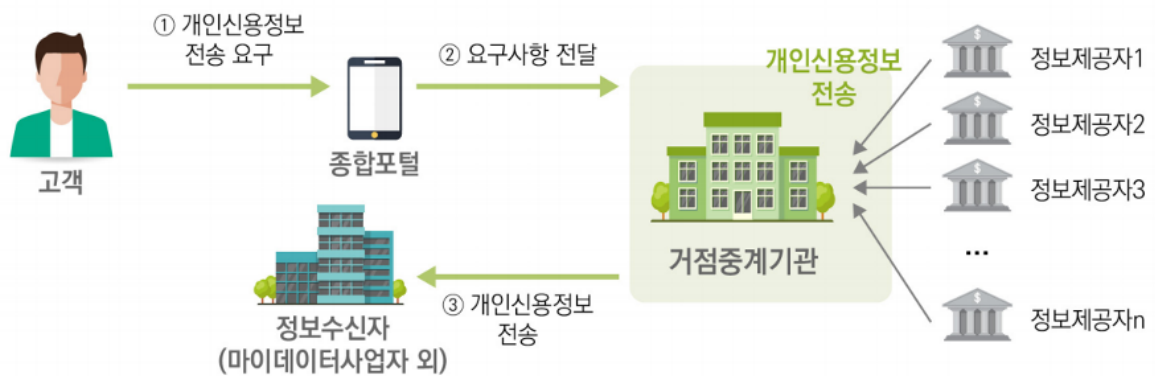 ① 개인신용정보
전송 요구
② 요구사항 전달
개인신용정보
전송
정보제공자1
정보제공자2
정보제공자3
...
정보제공자n
고객
종합포털
거점중계기관
③ 개인신용정보
전송
정보수신자
(마이데이터사업자 외)